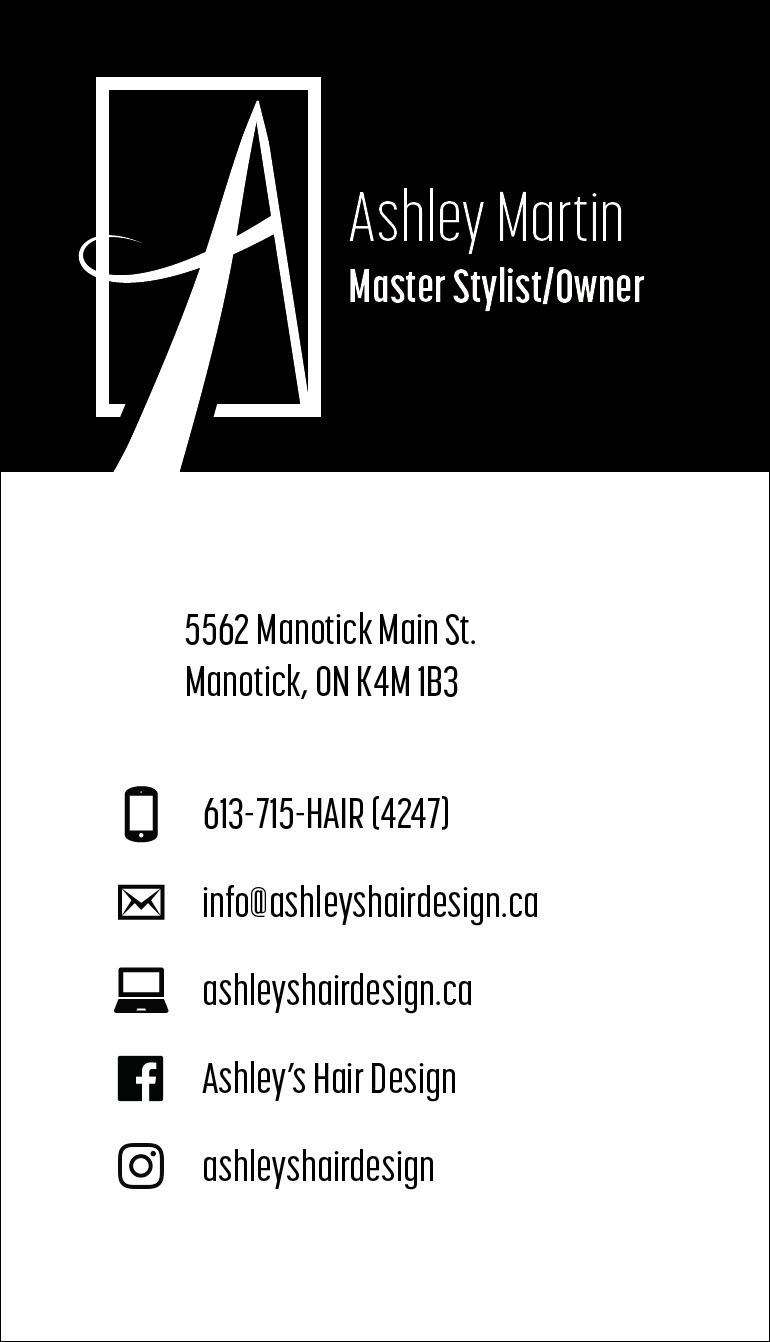 A
Ashley Martin
Master Stylist/Owner
5562 Manotick Main St.
Manotick, ON K4M 1B3
613-715-HAIR (4247)
info@ashleyshairdesign.ca
ashleyshairdesign.ca
Ashley’s Hair Design
ashleyshairdesign